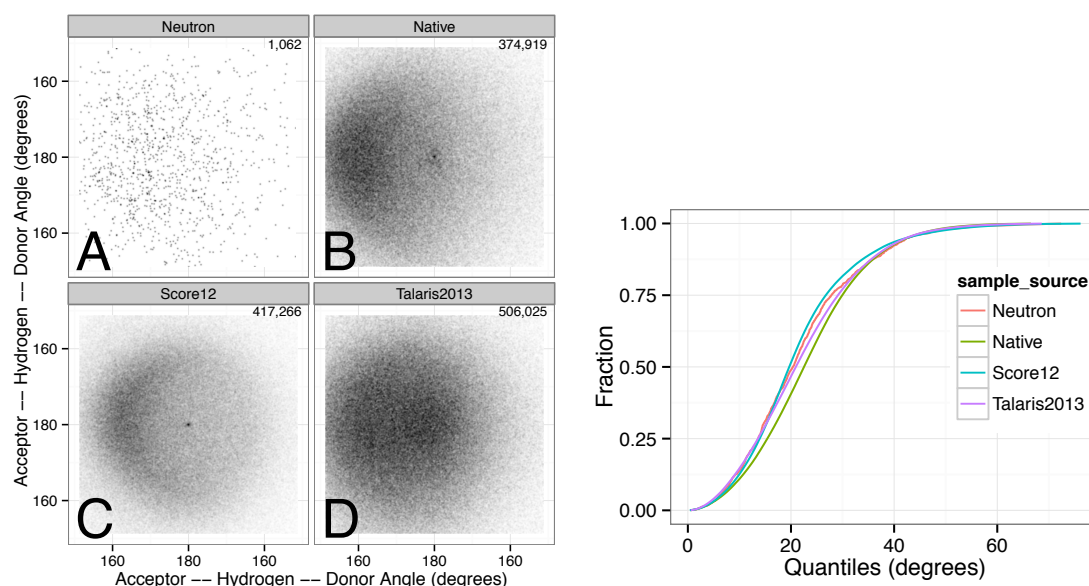 Neutron
Native
1,062
374,919
160
180
160
A
B
Score12
Talaris2013
417,266
506,025
160
180
160
C
D
160 180 160 160 180 160
Acceptor −− Hydrogen −− Donor Angle (degrees)
Acceptor −− Hydrogen −− Donor Angle (degrees)
1.00
0.75
0.50
0.25
0.00
Fraction
0 20 40 60
Quantiles (degrees)
sample_source
Neutron
Native
Score12
Talaris2013